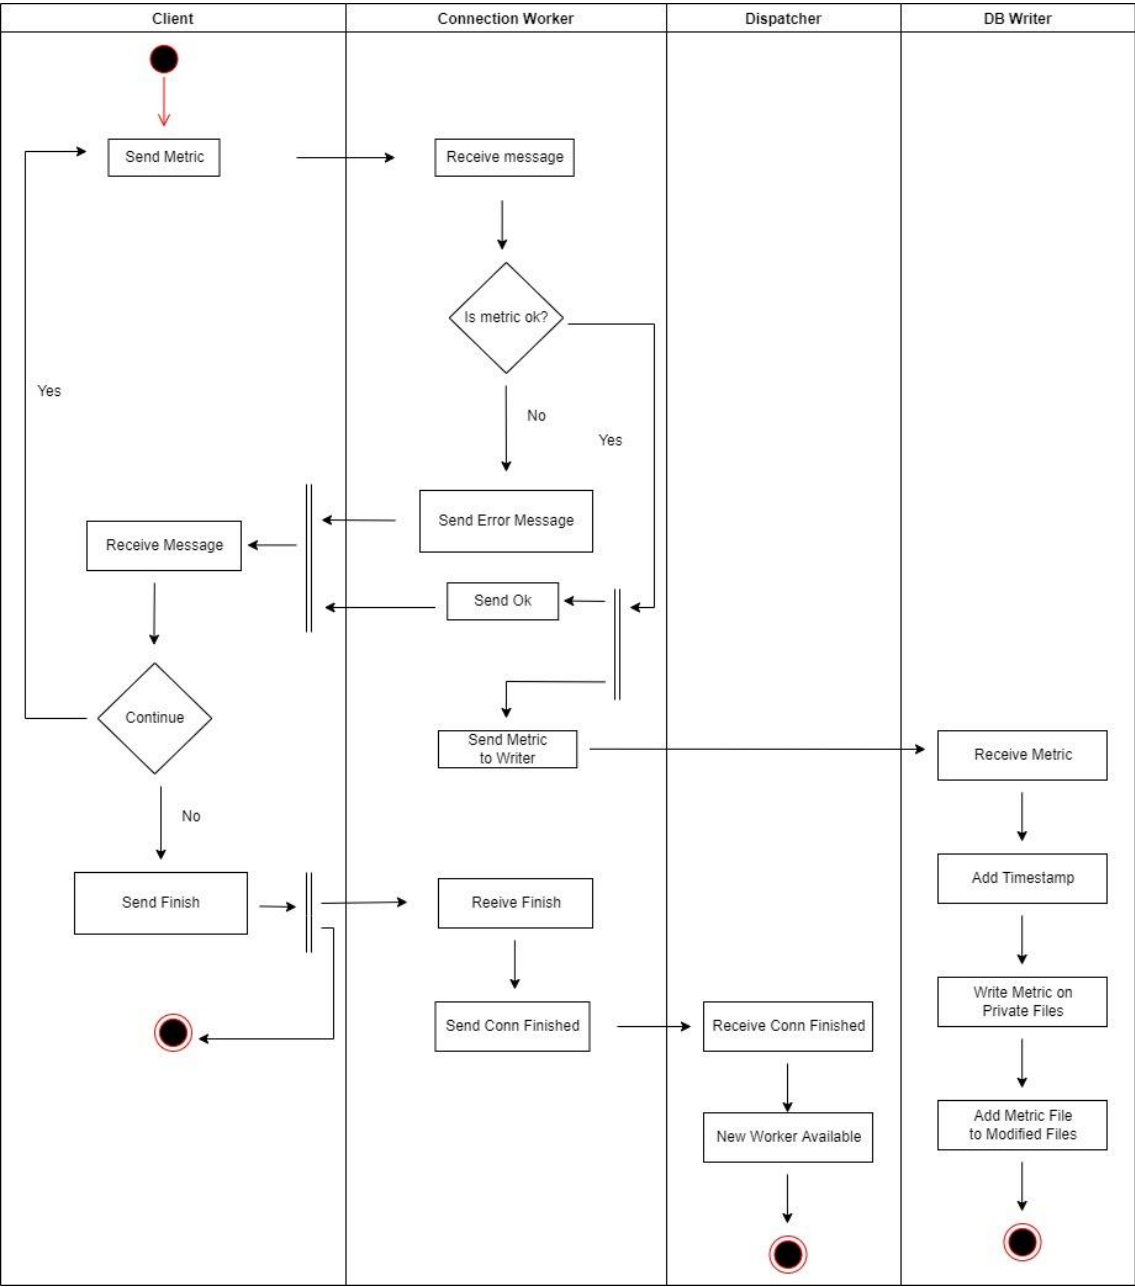 Client
Connection Worker
Dispatcher
DB Writer
Send Metric
Receive message
Is metric ok?
Yes
No
Yes
Send Error Message
Receive Message
Send Ok
Continue
Send Metric
to Writer
Receive Metric
No
Add Timestamp
Send Finish
Reeive Finish
Write Metric on
Private Files
Send Conn Finished
Receive Conn Finished
New Worker Available
Add Metric File
to Modified Files